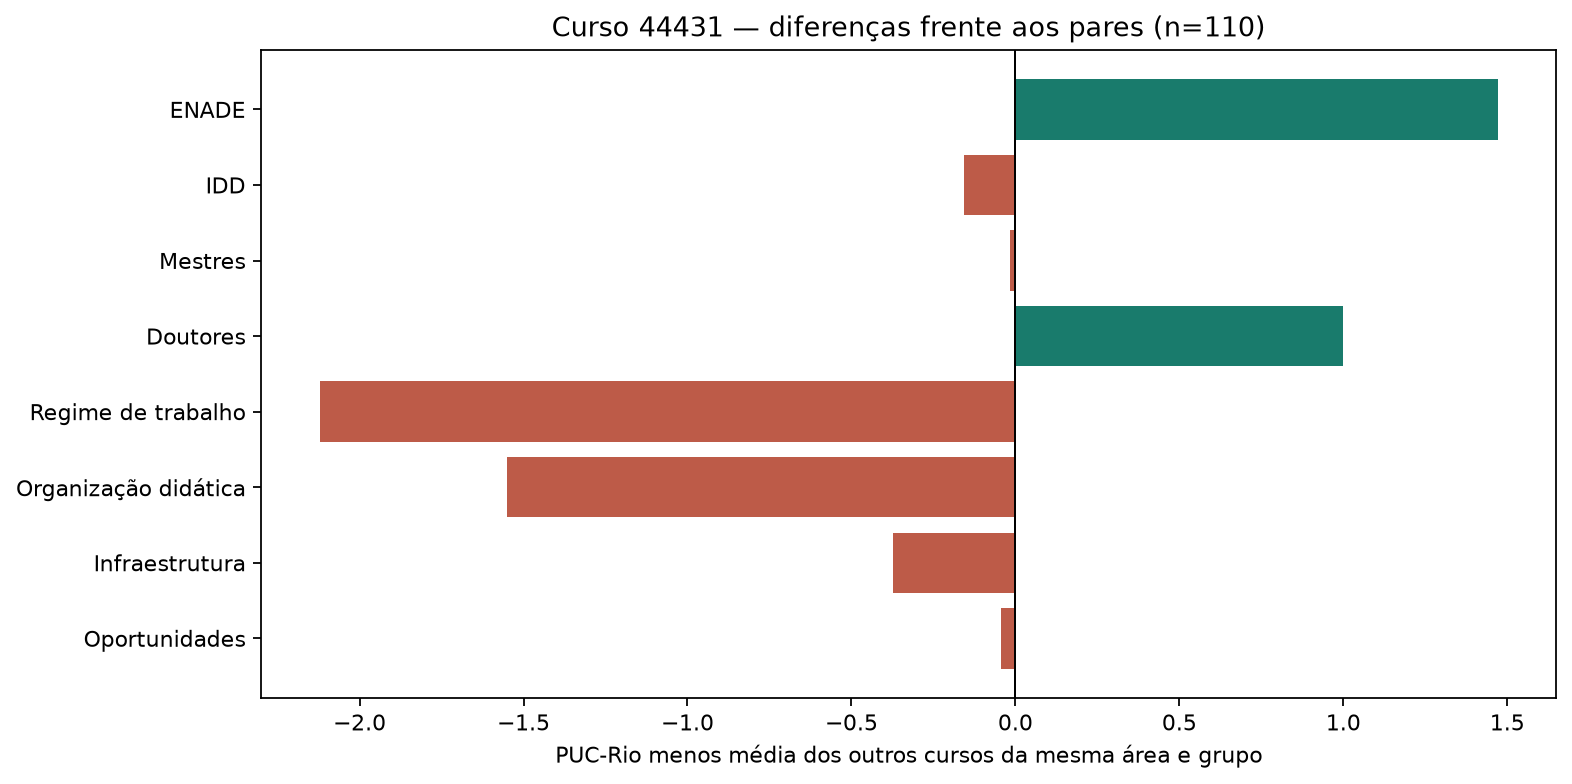 Curso 44431 — diferenças frente aos pares (n=110)
ENADE
IDD
Mestres
Doutores
Regime de trabalho
Organização didática
Infraestrutura
Oportunidades
−2.0 −1.5 −1.0 −0.5 0.0 0.5 1.0 1.5
PUC-Rio menos média dos outros cursos da mesma área e grupo